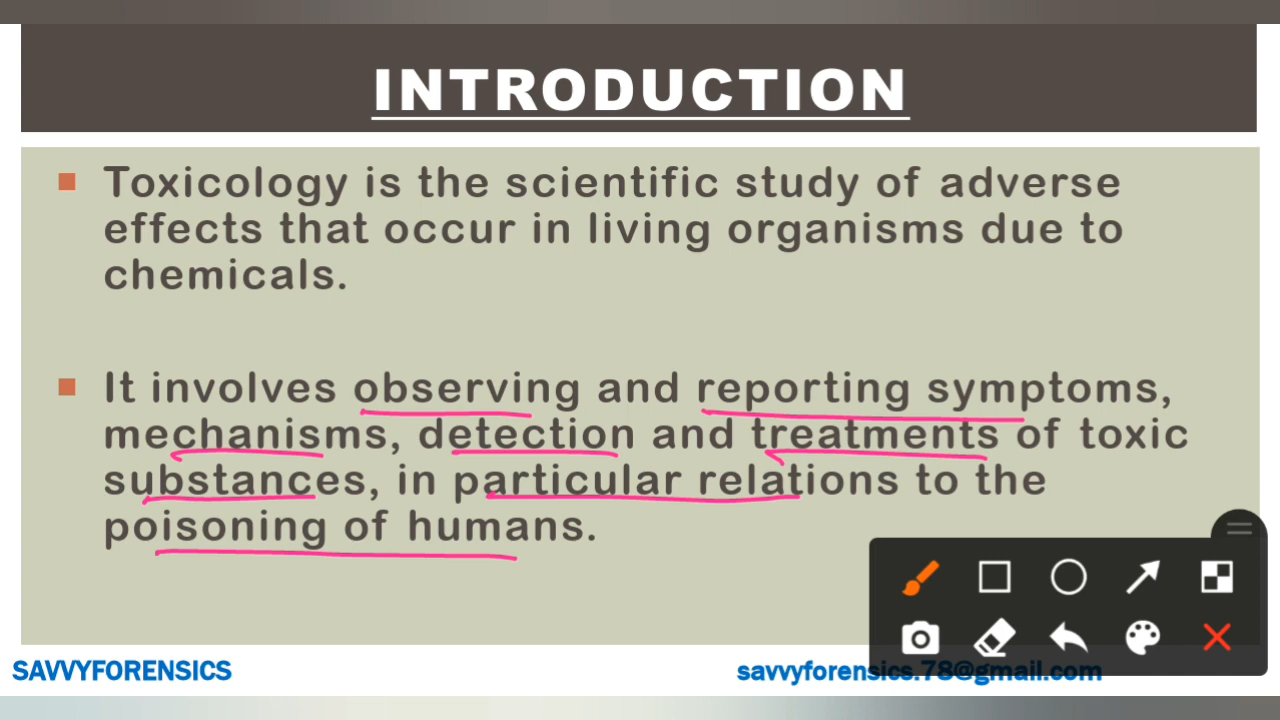 INTRODUCTION
Toxicology is the scientific study of adverse
effects that occur in living organisms due to
chemicals.
It involves observing and reporting symptoms,
mechanisms, detection and treatments of toxic
substances, in particular relations to the
poisoning of humans.
SAVVYFORENSICS
savvyforensics.78@gmail.com